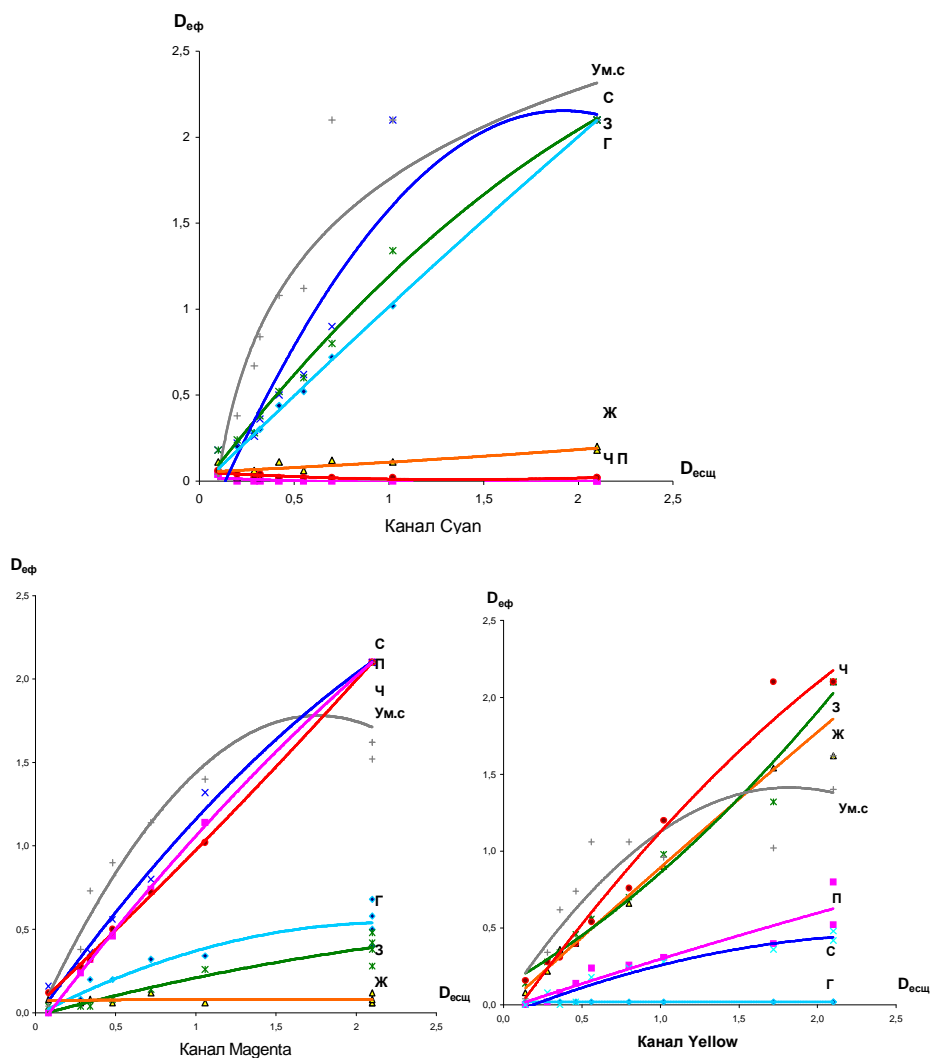 Dеф
2,5
Ум.с
С
2
З
Г
1,5
1
0,5
Ж
Ч П
Dесщ
0
0
0,5
1
1,5
2
2,5
Канал Cyan
Dеф
2,5
С
П
2,0
Ч
Ум.с
1,5
1,0
Г
0,5
З
Ж
Dесщ
0,0
0,0
0,5
1,0
1,5
2,0
2,5
Канал Magenta
Dеф
2,5
Ч
2,0
З
Ж
1,5
Ум.с
1,0
П
0,5
С
Г
Dесщ
0,0
0,0
0,5
1,0
1,5
2,0
2,5
Канал Yellow